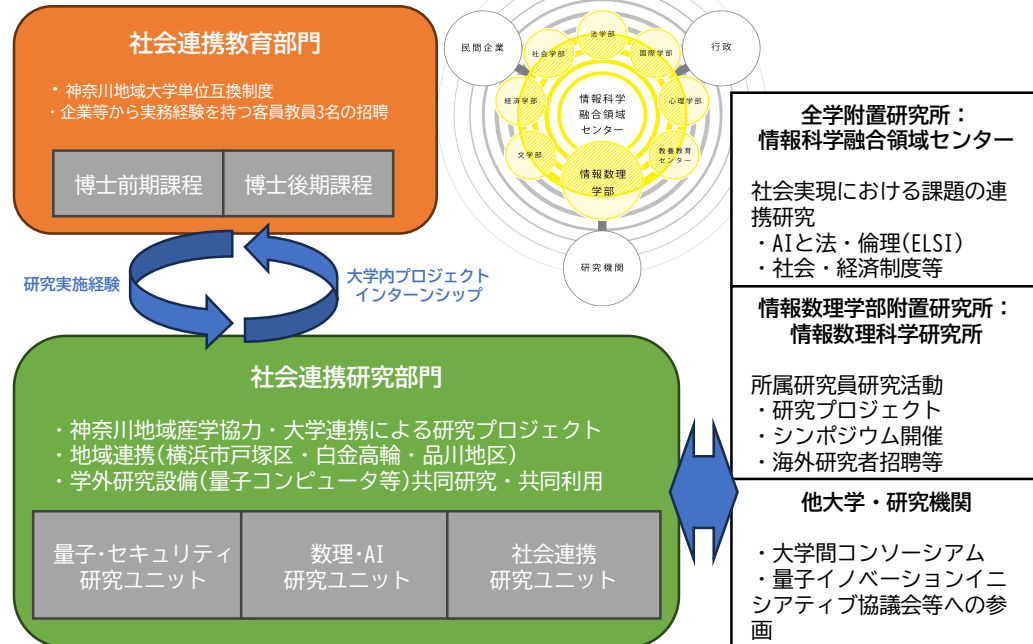 社会連携教育部門
・神奈川地域大学単位互換制度
・企業等から実務経験を持つ客員教員3名の招聘
博士前期課程
博士後期課程
民間企業
法学部
行政
社会学部
国際学部
経済学部
心理学部
情報科学
融合領域
センター
文学部
教養教育
センター
情報数理
学部
研究機関
研究実施経験
大学内プロジェクト
インターンシップ
社会連携研究部門
・神奈川地域産学協力・大学連携による研究プロジェクト
・地域連携(横浜市戸塚区・白金高輪・品川地区)
・学外研究設備(量子コンピュータ等)共同研究・共同利用
量子・セキュリティ
研究ユニット
数理・AI
研究ユニット
社会連携
研究ユニット
全学附置研究所：
情報科学融合領域センター
社会実現における課題の連
携研究
・AIと法・倫理(ELSI)
・社会・経済制度等
情報数理学部附置研究所：
情報数理科学研究所
所属研究員研究活動
・研究プロジェクト
・シンポジウム開催
・海外研究者招聘等
他大学・研究機関
・大学間コンソーシアム
・量子イノベーションイニ
シアティブ協議会等への参
画